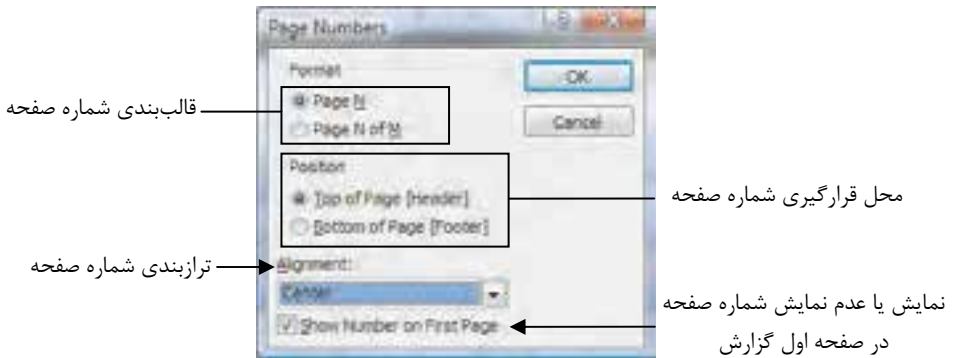 Page Numbers
Format
Page N
Page N of M
OK
Cancel
Position
Top of Page [Header]
Bottom of Page [Footer]
Alignment:
Center
Show Number on First Page
قالب‌بندی شماره صفحه
محل قرارگیری شماره صفحه
ترازبندی شماره صفحه
نمایش یا عدم نمایش شماره صفحه
در صفحه اول گزارش